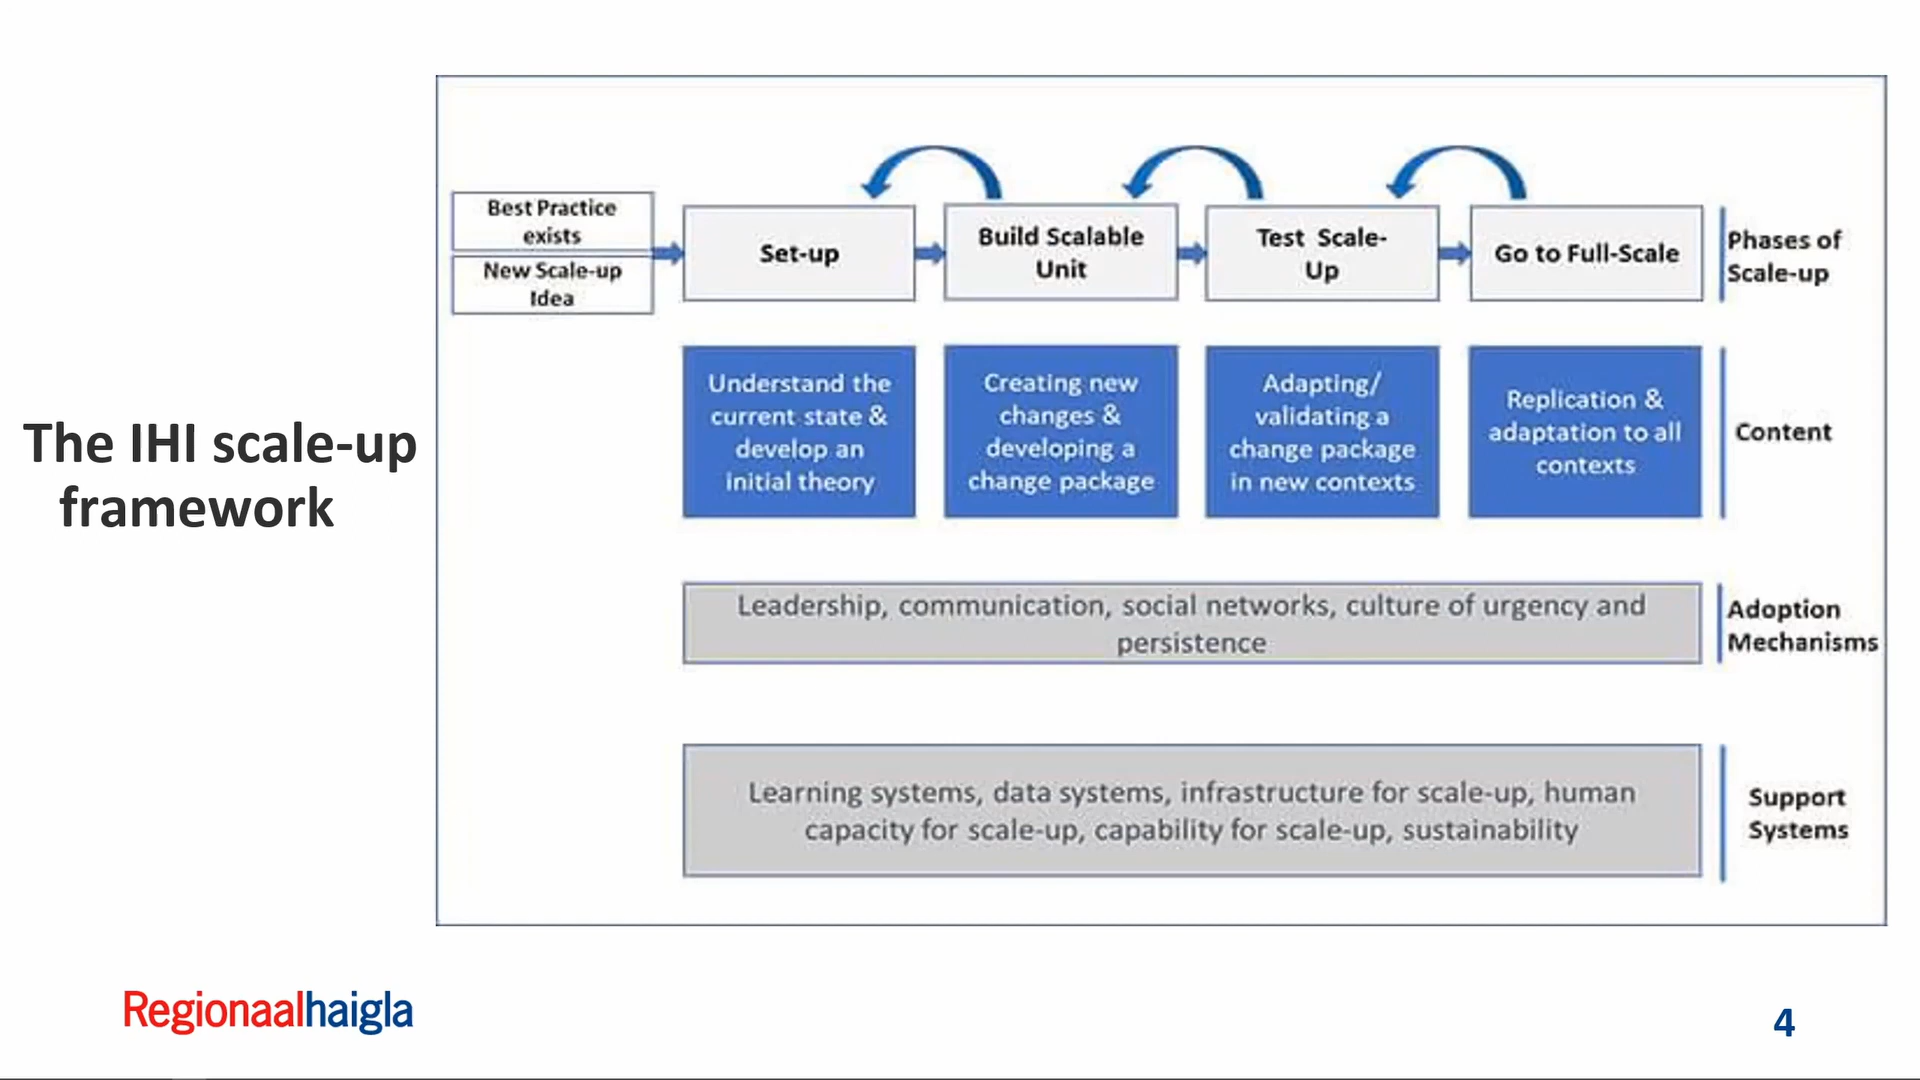 The IHI scale-up
framework
Best Practice
exists
New Scale-up
Idea
Set-up
Build Scalable
Unit
Test Scale-
Up
Go to Full-Scale
Phases of
Scale-up
Understand the
current state &
develop an
initial theory
Creating new
changes &
developing a
change package
Adapting/
validating a
change package
in new contexts
Replication &
adaptation to all
contexts
Content
Leadership, communication, social networks, culture of urgency and
persistence
Adoption
Mechanisms
Learning systems, data systems, infrastructure for scale-up, human
capacity for scale-up, capability for scale-up, sustainability
Support
Systems
Regionaalhaigla
4